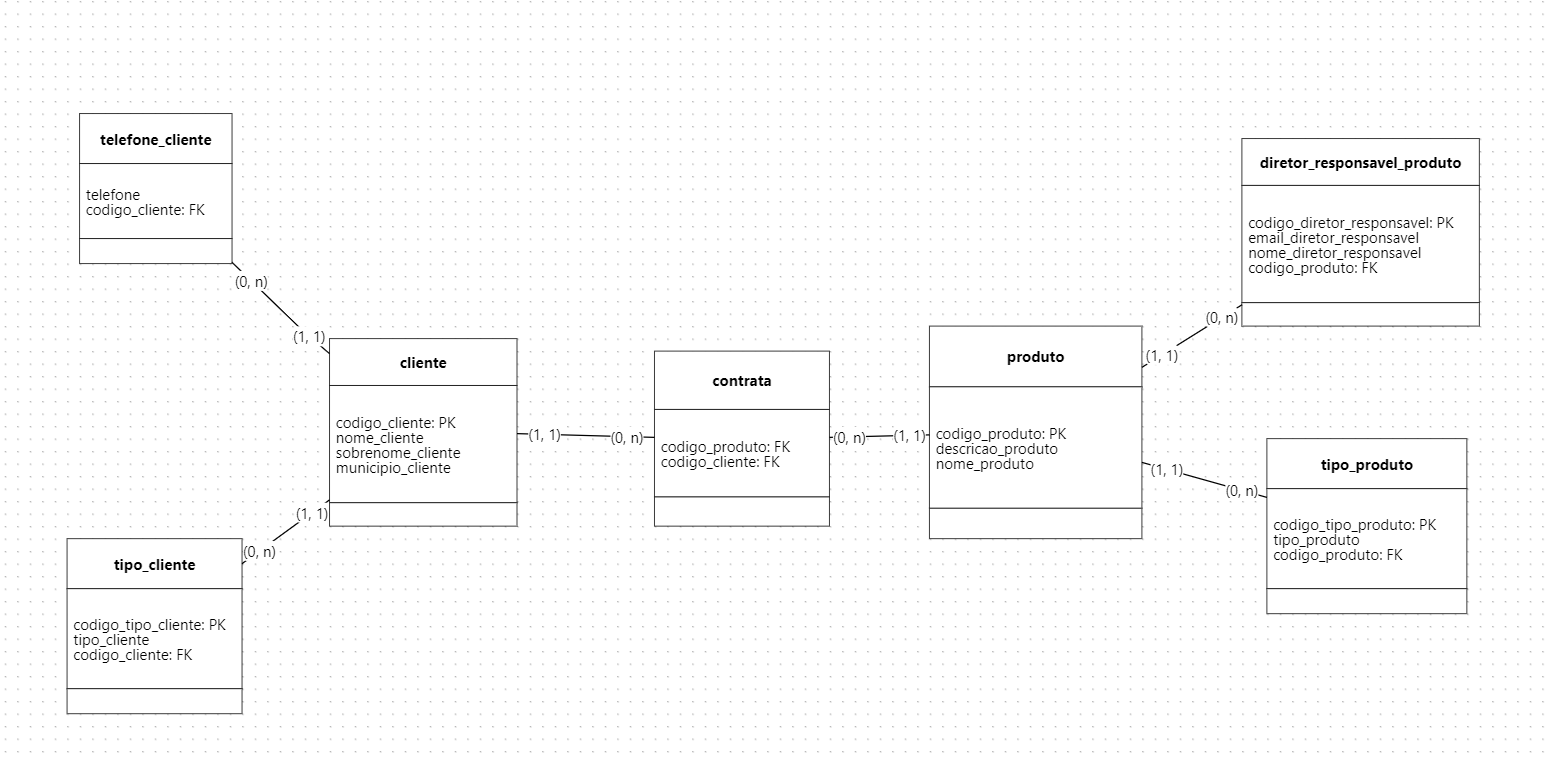 telefone_cliente
telefone
codigo_cliente: FK
(0, n)
(1, 1)
cliente
codigo_cliente: PK
nome_cliente
sobrenome_cliente
municipio_cliente
(1, 1)
(0, n)
tipo_cliente
codigo_tipo_cliente: PK
tipo_cliente
codigo_cliente: FK
(1, 1)
(0, n)
contrata
codigo_produto: FK
codigo_cliente: FK
(0, n)
(1, 1)
produto
codigo_produto: PK
descricao_produto
nome_produto
(1, 1)
(0, n)
diretor_responsavel_produto
codigo_diretor_responsavel: PK
email_diretor_responsavel
nome_diretor_responsavel
codigo_produto: FK
(1, 1)
(0, n)
tipo_produto
codigo_tipo_produto: PK
tipo_produto
codigo_produto: FK